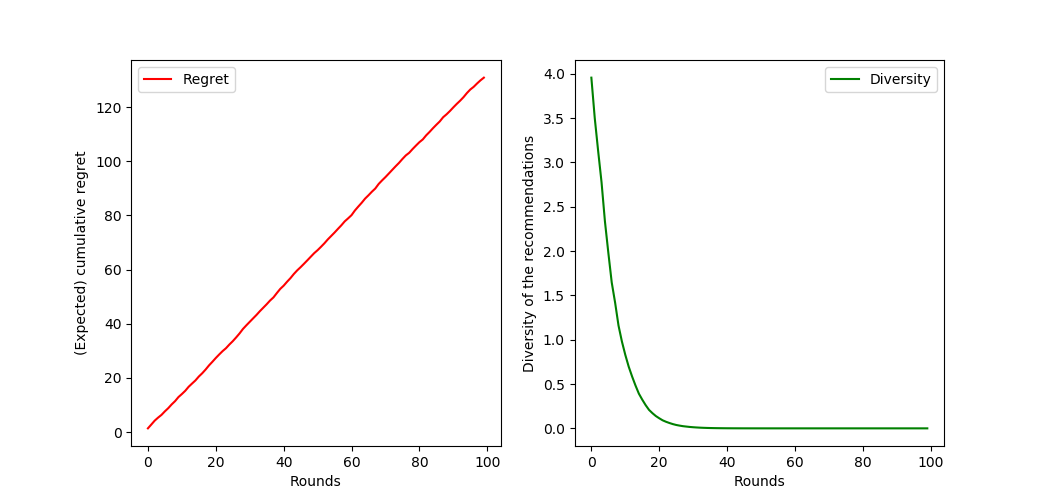 Regret
(Expected) cumulative regret
120
100
80
60
40
20
0
0 20 40 60 80 100
Rounds
Diversity
Diversity of the recommendations
4.0
3.5
3.0
2.5
2.0
1.5
1.0
0.5
0.0
0 20 40 60 80 100
Rounds